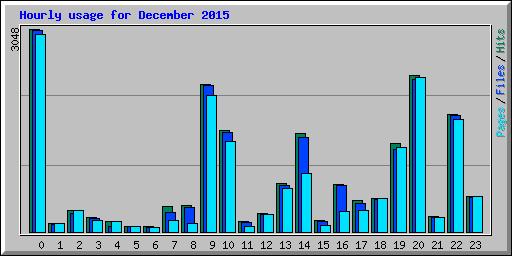 Hourly usage for December 2015
3048
Pages / Files / Hits
0 1 2 3 4 5 6 7 8 9 10 11 12 13 14 15 16 17 18 19 20 21 22 23